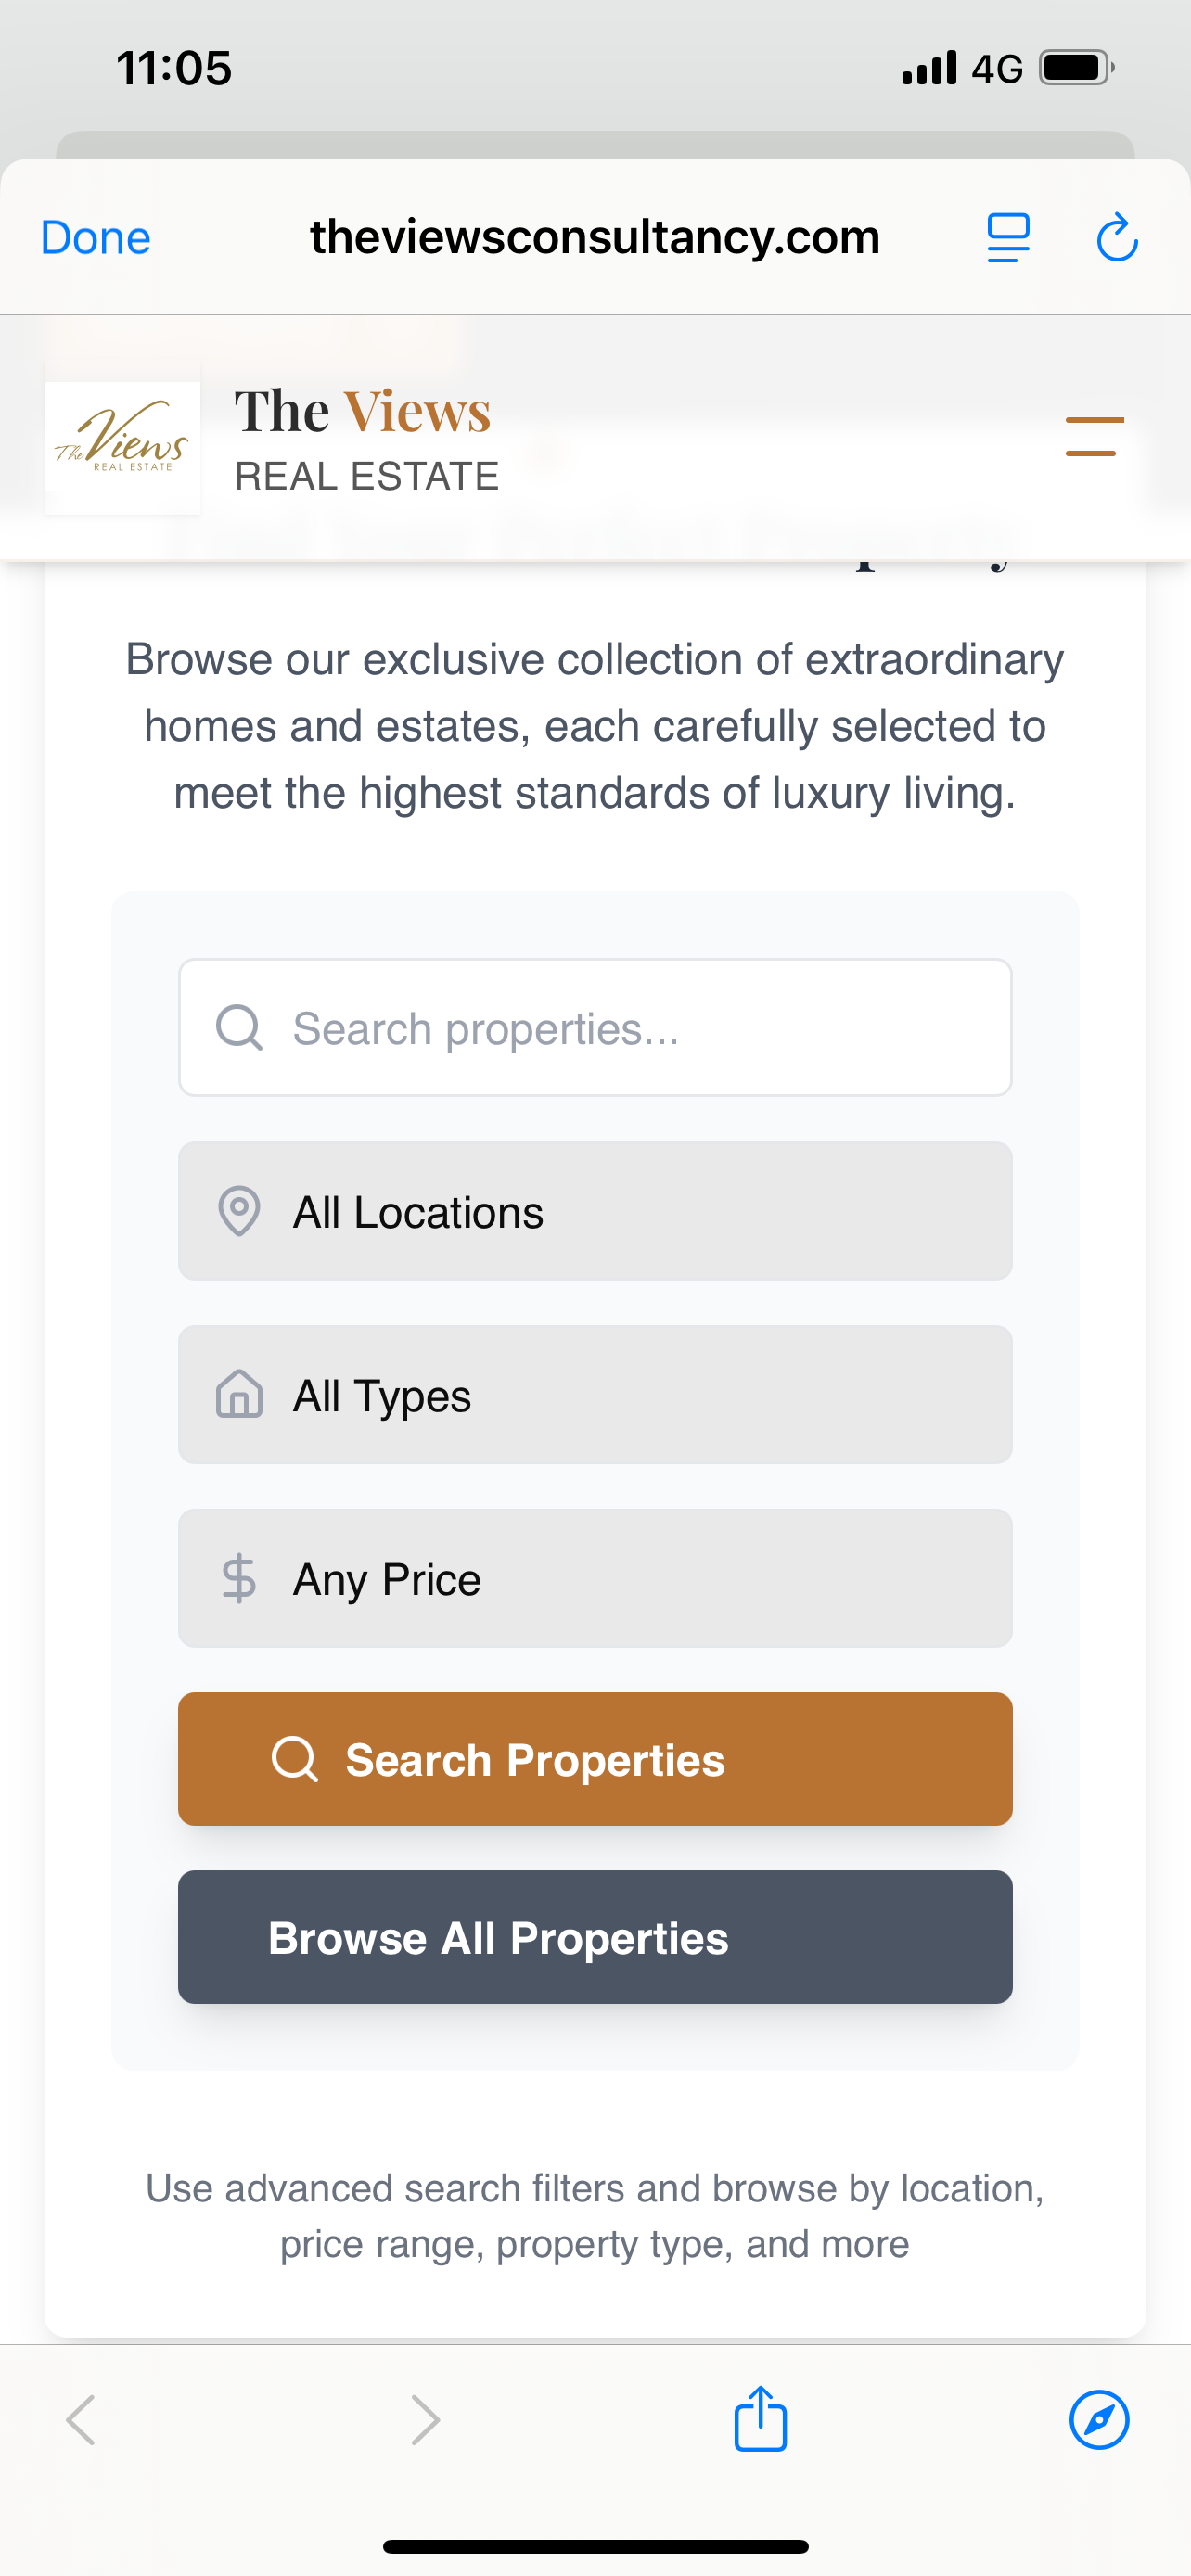 11:05
4G
Done
theviewsconsultancy.com
The Views
REAL ESTATE
The Views
REAL ESTATE
Browse our exclusive collection of extraordinary
homes and estates, each carefully selected to
meet the highest standards of luxury living.
Search properties...
All Locations
All Types
$ Any Price
Search Properties
Browse All Properties
Use advanced search filters and browse by location,
price range, property type, and more